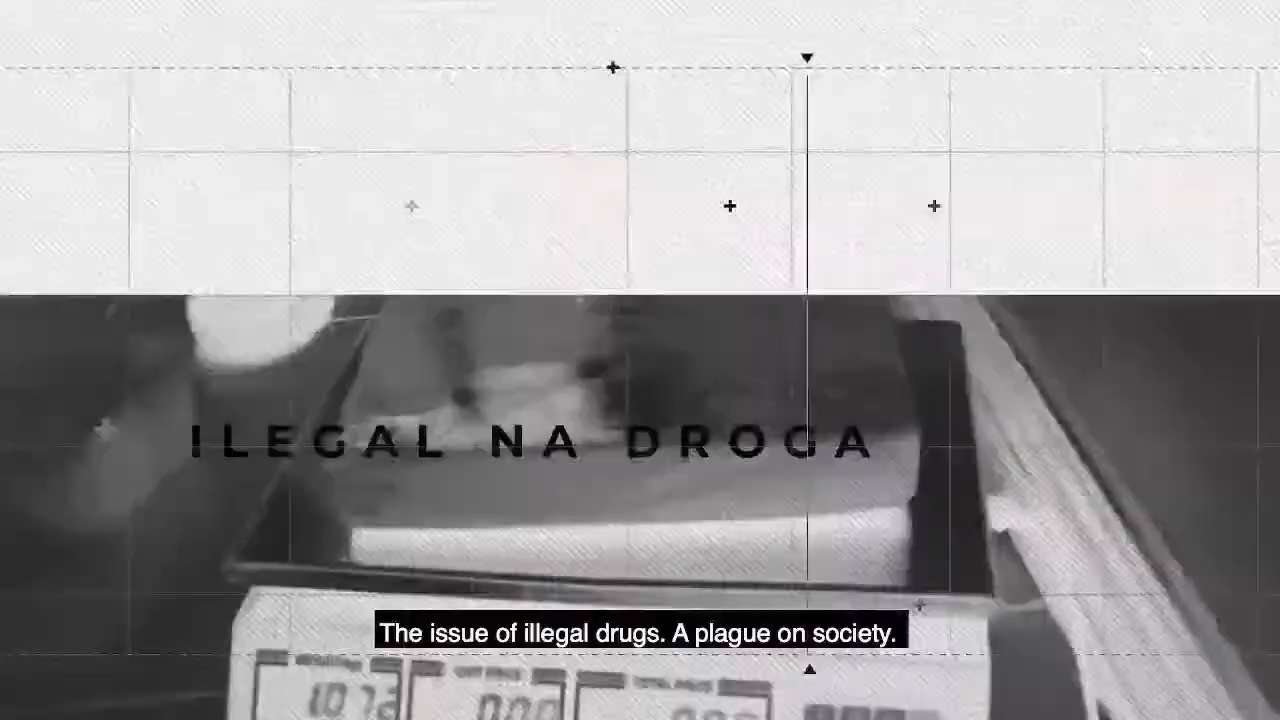 ILEGAL NA DROGA
The issue of illegal drugs. A plague on society.